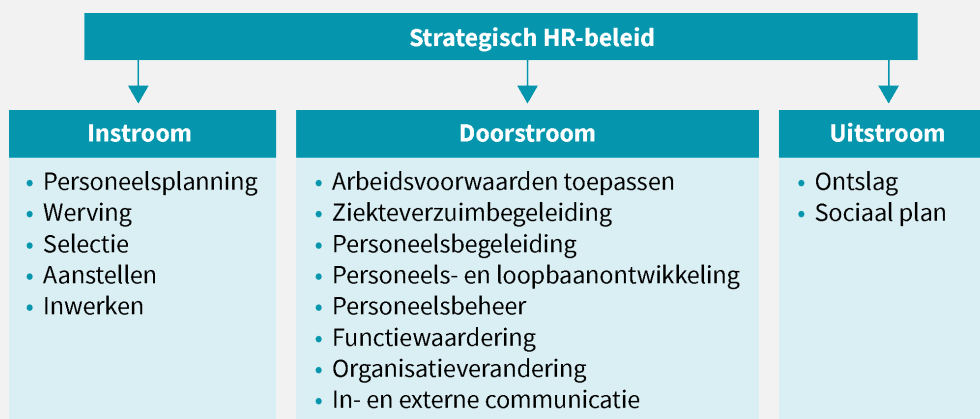 Strategisch HR-beleid
Instroom
• Personeelsplanning
• Werving
• Selectie
• Aanstellen
• Inwerken
Doorstroom
• Arbeidsvoorwaarden toepassen
• Ziekteverzuimbegeleiding
• Personeelsbegeleiding
• Personeels- en loopbaanontwikkeling
• Personeelsbeheer
• Functiewaardering
• Organisatieverandering
• In- en externe communicatie
Uitstroom
• Ontslag
• Sociaal plan